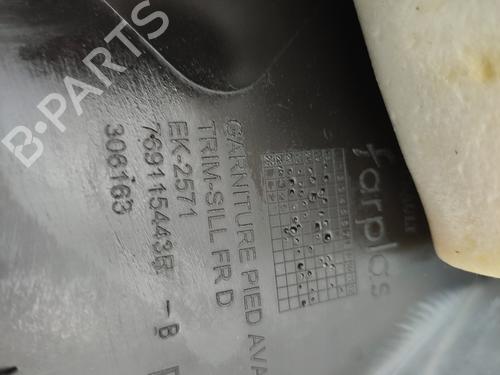 B-PARTS
farplas
GARNITURE PIED AVA
TRIM-SILL FR D
EK-2571
769115443R -B
306163